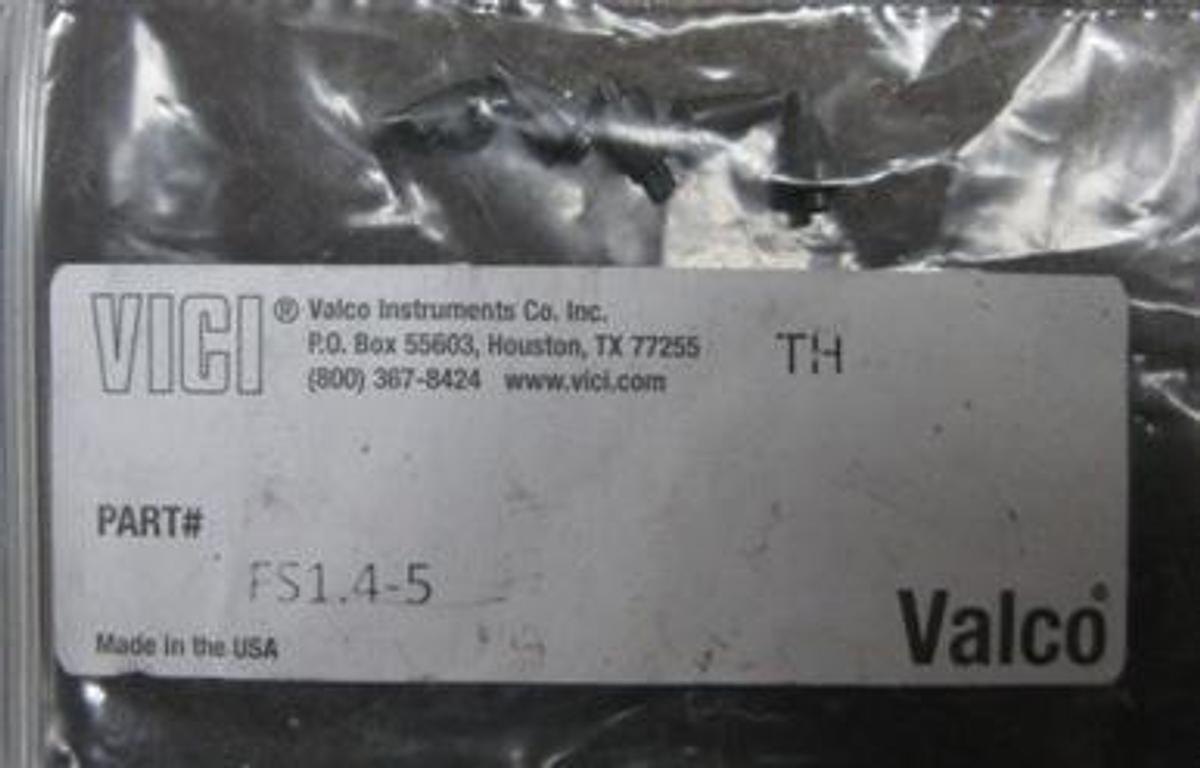 VICI® Valco Instruments Co. Inc.
P.O. Box 55603, Houston, TX 77255
(800) 367-8424 www.vici.com
TH
PART#
FS1.4-5
Made in the USA
Valco®